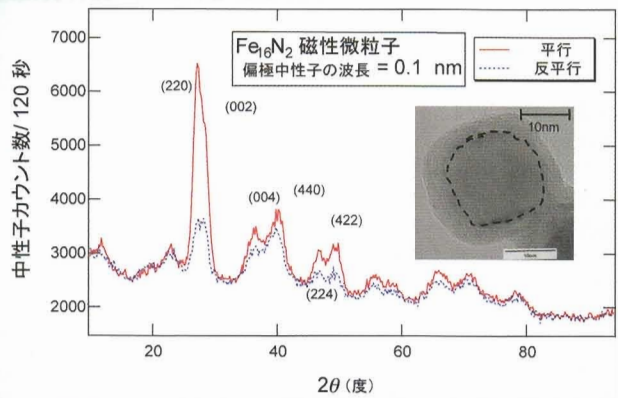 7000
6000
5000
4000
3000
2000
中性子カウント数/ 120 秒
Fe₁₆N₂ 磁性微粒子
偏極中性子の波長 = 0.1 nm
平行
反平行
(220)
(002)
(004)
(440)
(422)
(224)
10nm
20
40
60
80
2θ (度)